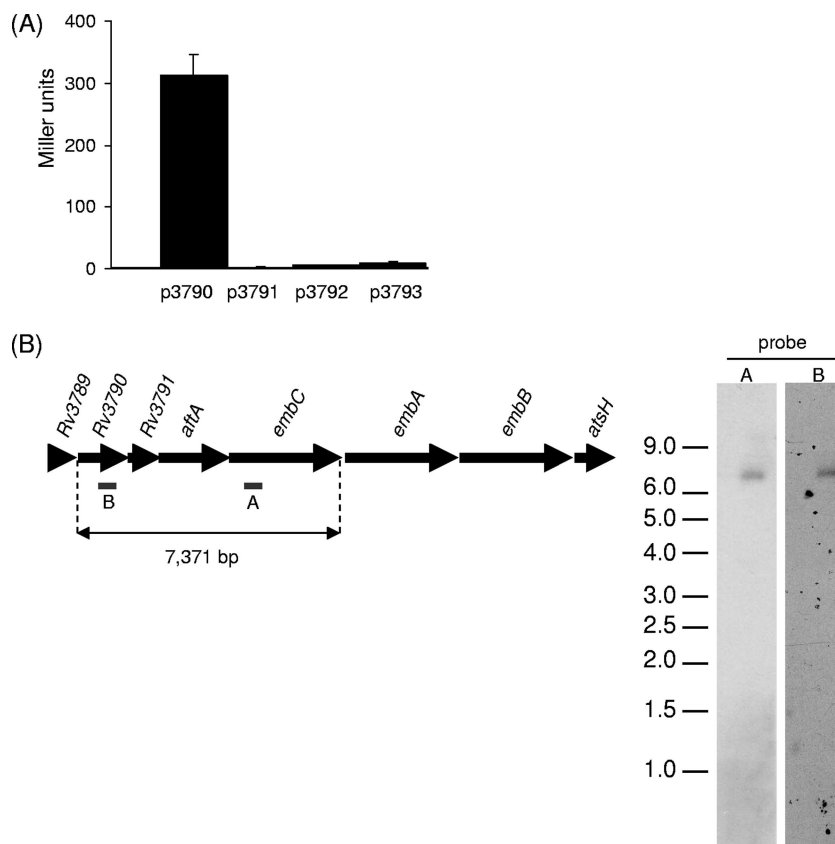 (A)
400
300
200
100
0
Miller units
p3790 p3791 p3792 p3793
(B)
Rv3789 Rv3790 Rv3791 aftA embC embA embB atsH
B A
7,371 bp
probe
A B
9.0
6.0
5.0
4.0
3.0
2.5
2.0
1.5
1.0